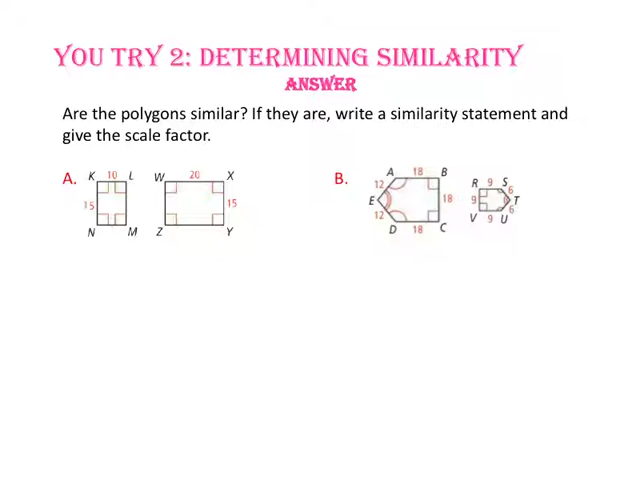 YOU TRY 2: DETERMINING SIMILARITY
ANSWER
Are the polygons similar? If they are, write a similarity statement and
give the scale factor.
A.
K 10 L
15
N M
W 20 X
15
Z Y
B.
A 18 B
12
E 18
12
D 18 C
R 9 S
6
9 T
6
V 9 U